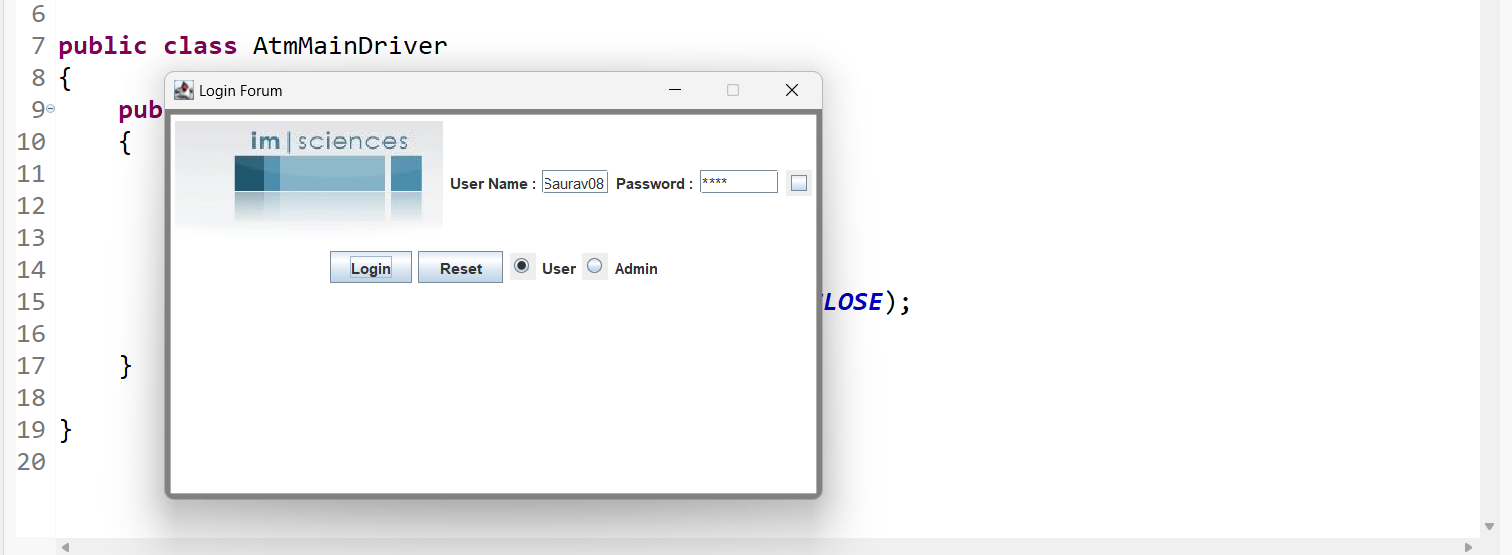 6
7 public class AtmMainDriver
8 {
Login Forum
9 pub
im|sciences
10 {
11
User Name : Saurav08 Password : ****
12
13
14
Login Reset User Admin
15 CLOSE);
16
17 }
18
19 }
20